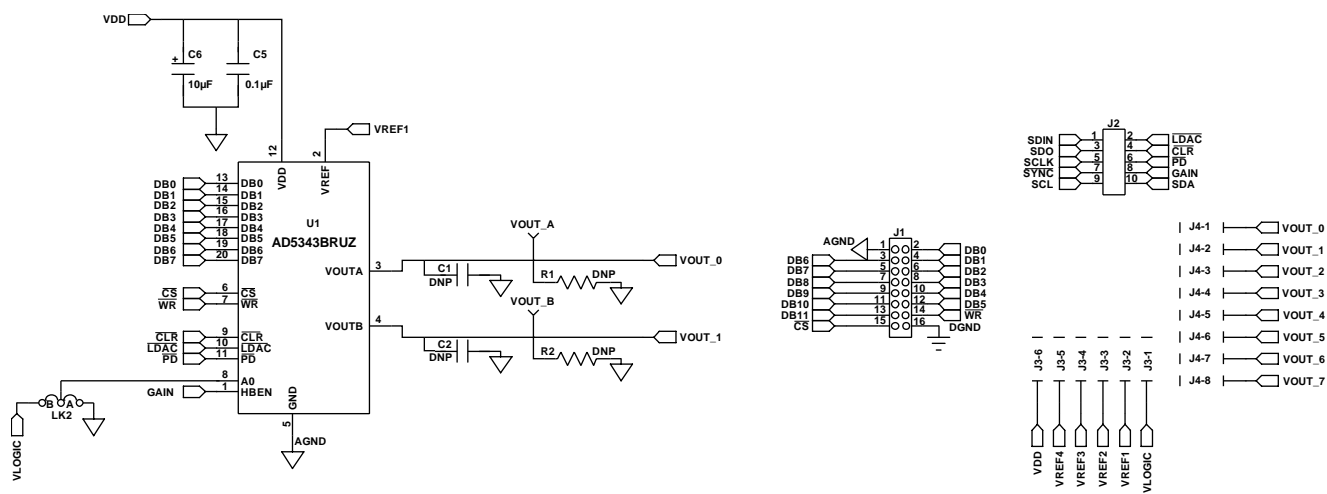 VDD
C6
+
10µF
C5
0.1µF
VREF1
12
2
VDD
VREF
U1
AD5343BRUZ
DB0 13 DB0
DB1 14 DB1
DB2 15 DB2
DB3 16 DB3
DB4 17 DB4
DB5 18 DB5
DB6 19 DB6
DB7 20 DB7
CS 6 CS
WR 7 WR
CLR 9 CLR
LDAC 10 LDAC
PD 11 PD
8 A0
GAIN 1 HBEN
B A
LK2
VLOGIC
GND
5
AGND
VOUTA 3
VOUTB 4
C1
DNP
VOUT_A
R1 DNP
VOUT_0
C2
DNP
VOUT_B
R2 DNP
VOUT_1
J1
AGND 1 2 DB0
DB6 3 4 DB1
DB7 5 6 DB2
DB8 7 8 DB3
DB9 9 10 DB4
DB10 11 12 DB5
DB11 13 14 WR
CS 15 16 DGND
J2
SDIN 1 2 LDAC
SDO 3 4 CLR
SCLK 5 6 PD
SYNC 7 8 GAIN
SCL 9 10 SDA
J4-1 VOUT_0
J4-2 VOUT_1
J4-3 VOUT_2
J4-4 VOUT_3
J4-5 VOUT_4
J4-6 VOUT_5
J4-7 VOUT_6
J4-8 VOUT_7
J3-6 VDD
J3-5 VREF4
J3-4 VREF3
J3-3 VREF2
J3-2 VREF1
J3-1 VLOGIC